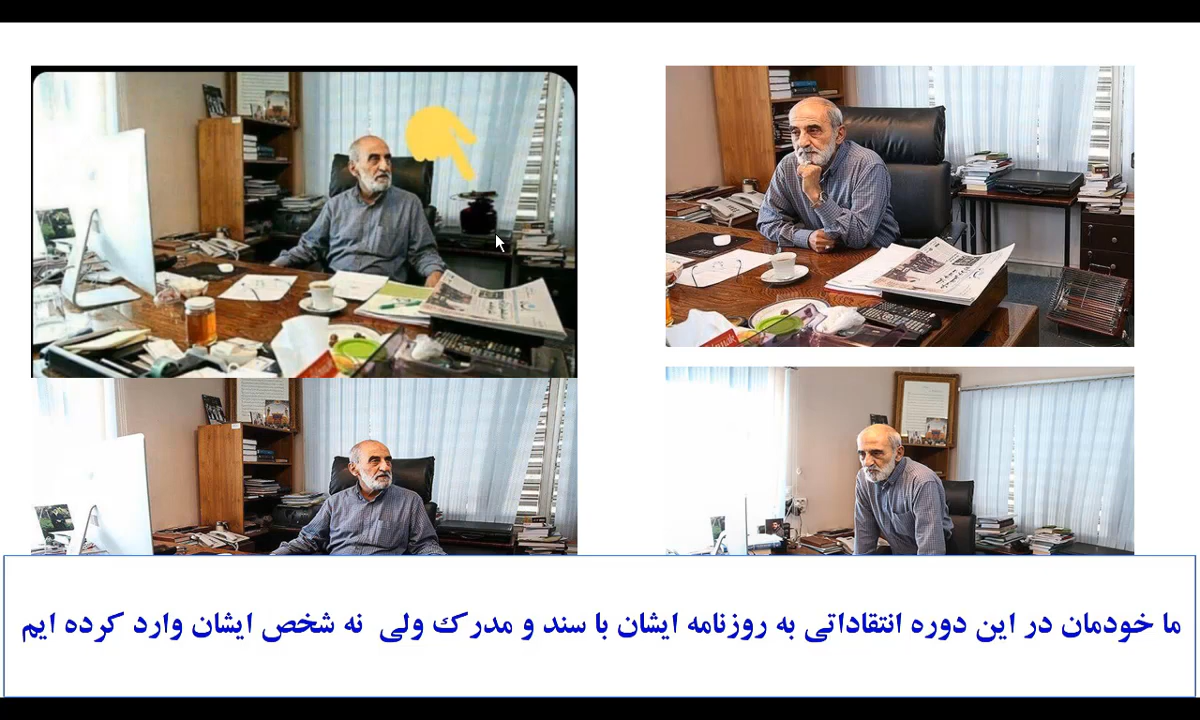 ما خودمان در این دوره انتقاداتی به روزنامه ایشان با سند و مدرک ولی نه شخص ایشان وارد کرده ایم